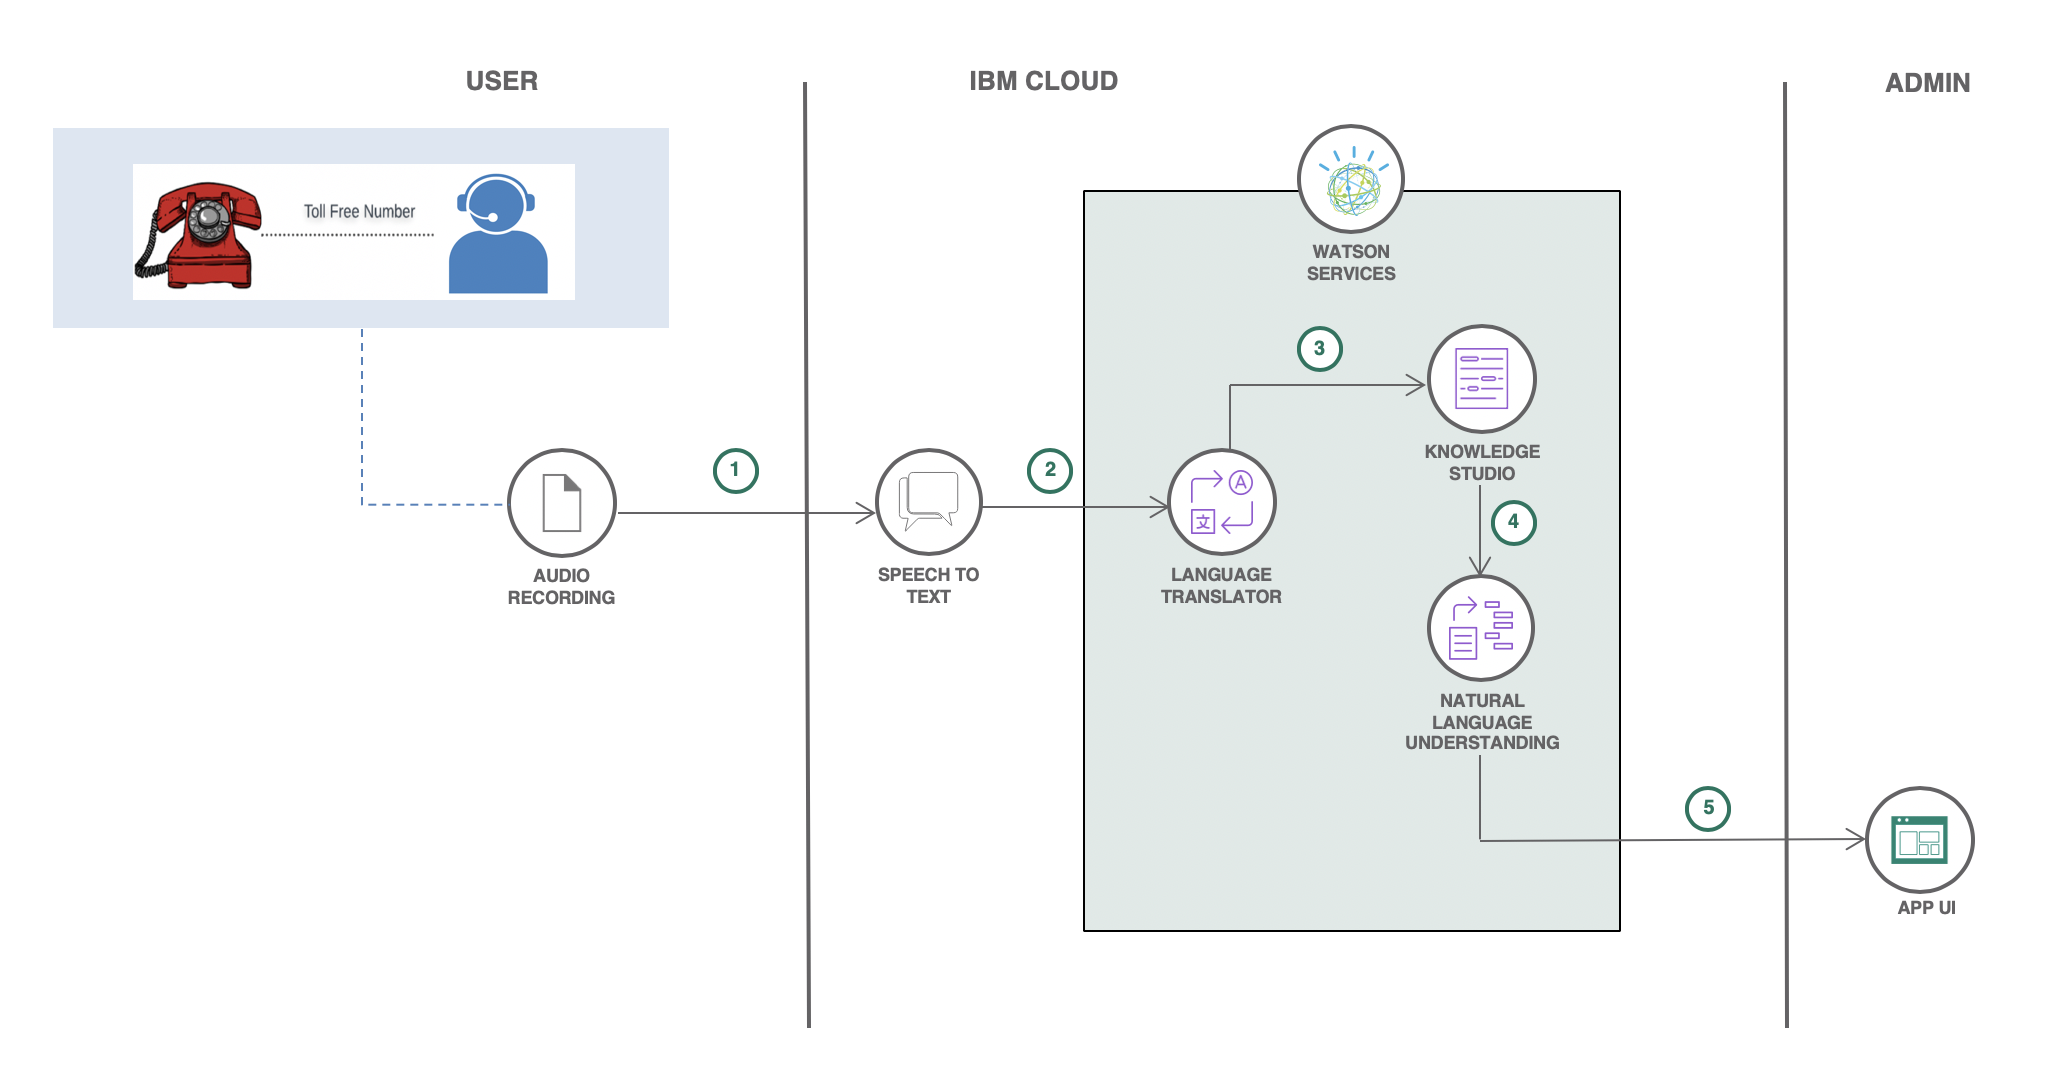 USER
IBM CLOUD
ADMIN
Toll Free Number
WATSON
SERVICES
3
KNOWLEDGE
STUDIO
1
2
4
A
文
AUDIO
RECORDING
SPEECH TO
TEXT
LANGUAGE
TRANSLATOR
NATURAL
LANGUAGE
UNDERSTANDING
5
APP UI